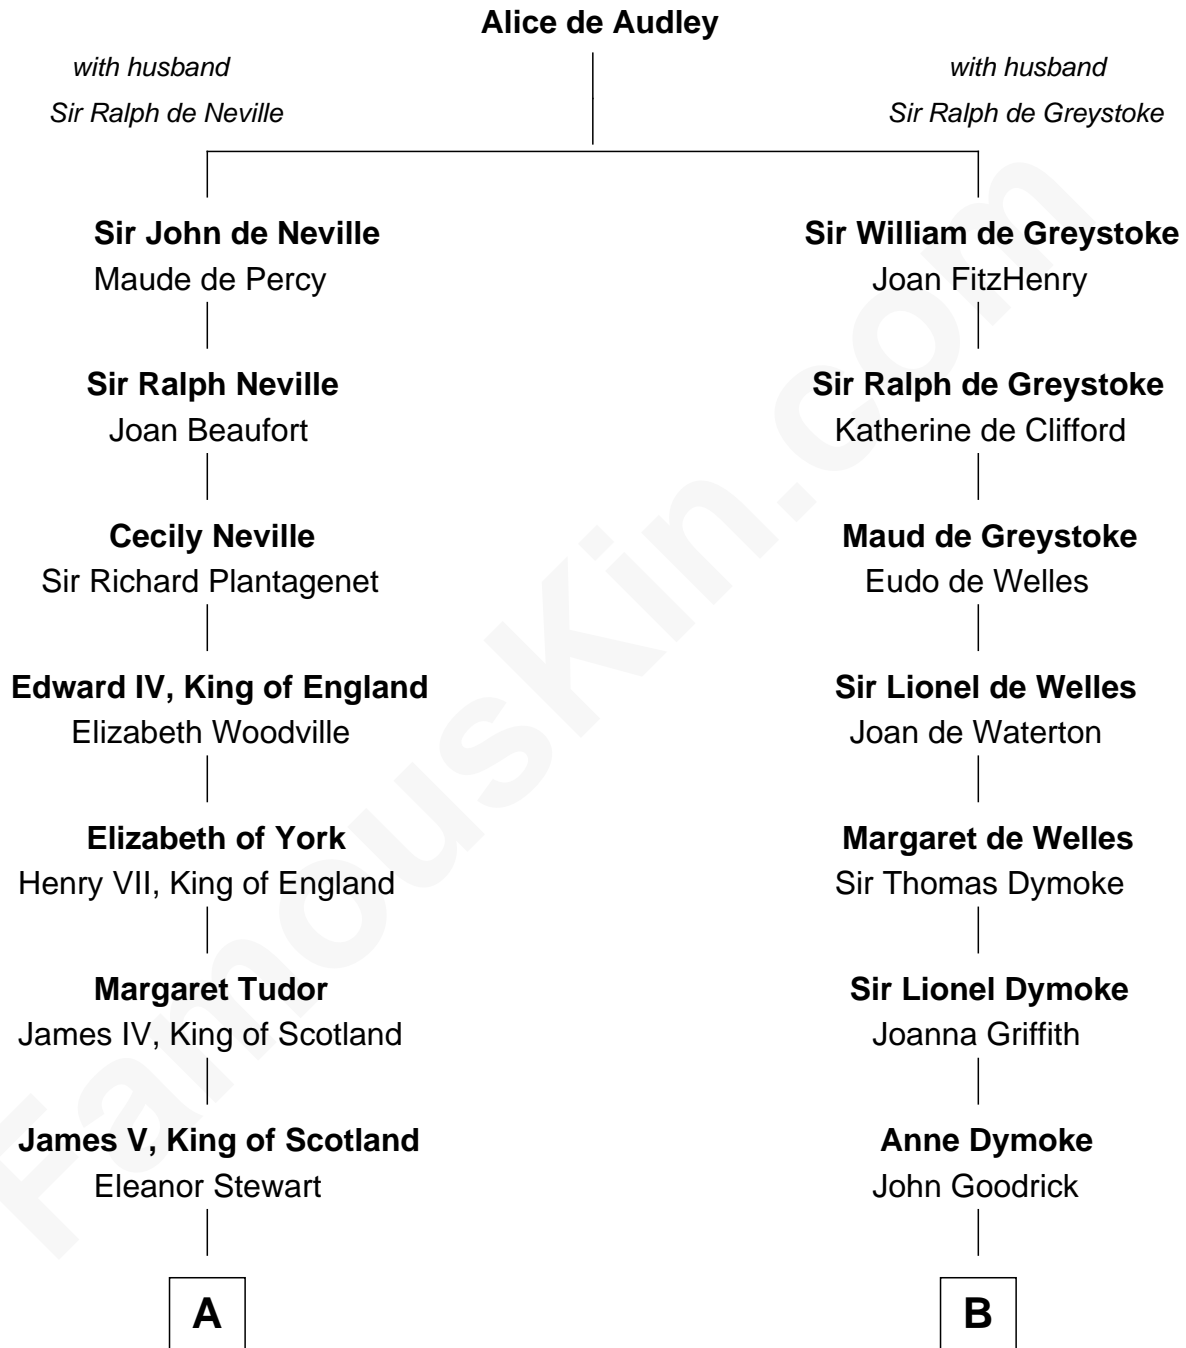 Alice de Audley
with husband
Sir Ralph de Neville
with husband
Sir Ralph de Greystoke
Sir John de Neville
Maude de Percy
Sir William de Greystoke
Joan FitzHenry
Sir Ralph Neville
Joan Beaufort
Sir Ralph de Greystoke
Katherine de Clifford
Cecily Neville
Sir Richard Plantagenet
Maud de Greystoke
Eudo de Welles
Edward IV, King of England
Elizabeth Woodville
Sir Lionel de Welles
Joan de Waterton
Elizabeth of York
Henry VII, King of England
Margaret de Welles
Sir Thomas Dymoke
Margaret Tudor
James IV, King of Scotland
Sir Lionel Dymoke
Joanna Griffith
James V, King of Scotland
Eleanor Stewart
Anne Dymoke
John Goodrick
A
B
FamousKin.com